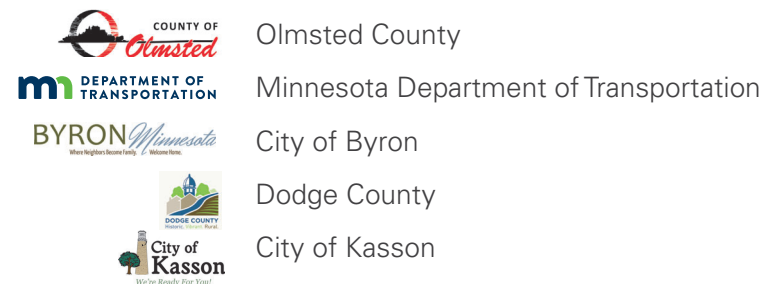 COUNTY OF
Olmsted
Olmsted County
mn DEPARTMENT OF
TRANSPORTATION
Minnesota Department of Transportation
BYRON Minnesota
Where Neighbors Become Family. Welcome Home.
City of Byron
DODGE COUNTY
Historic. Vibrant. Rural.
Dodge County
City of
Kasson
We're Ready For You!
City of Kasson